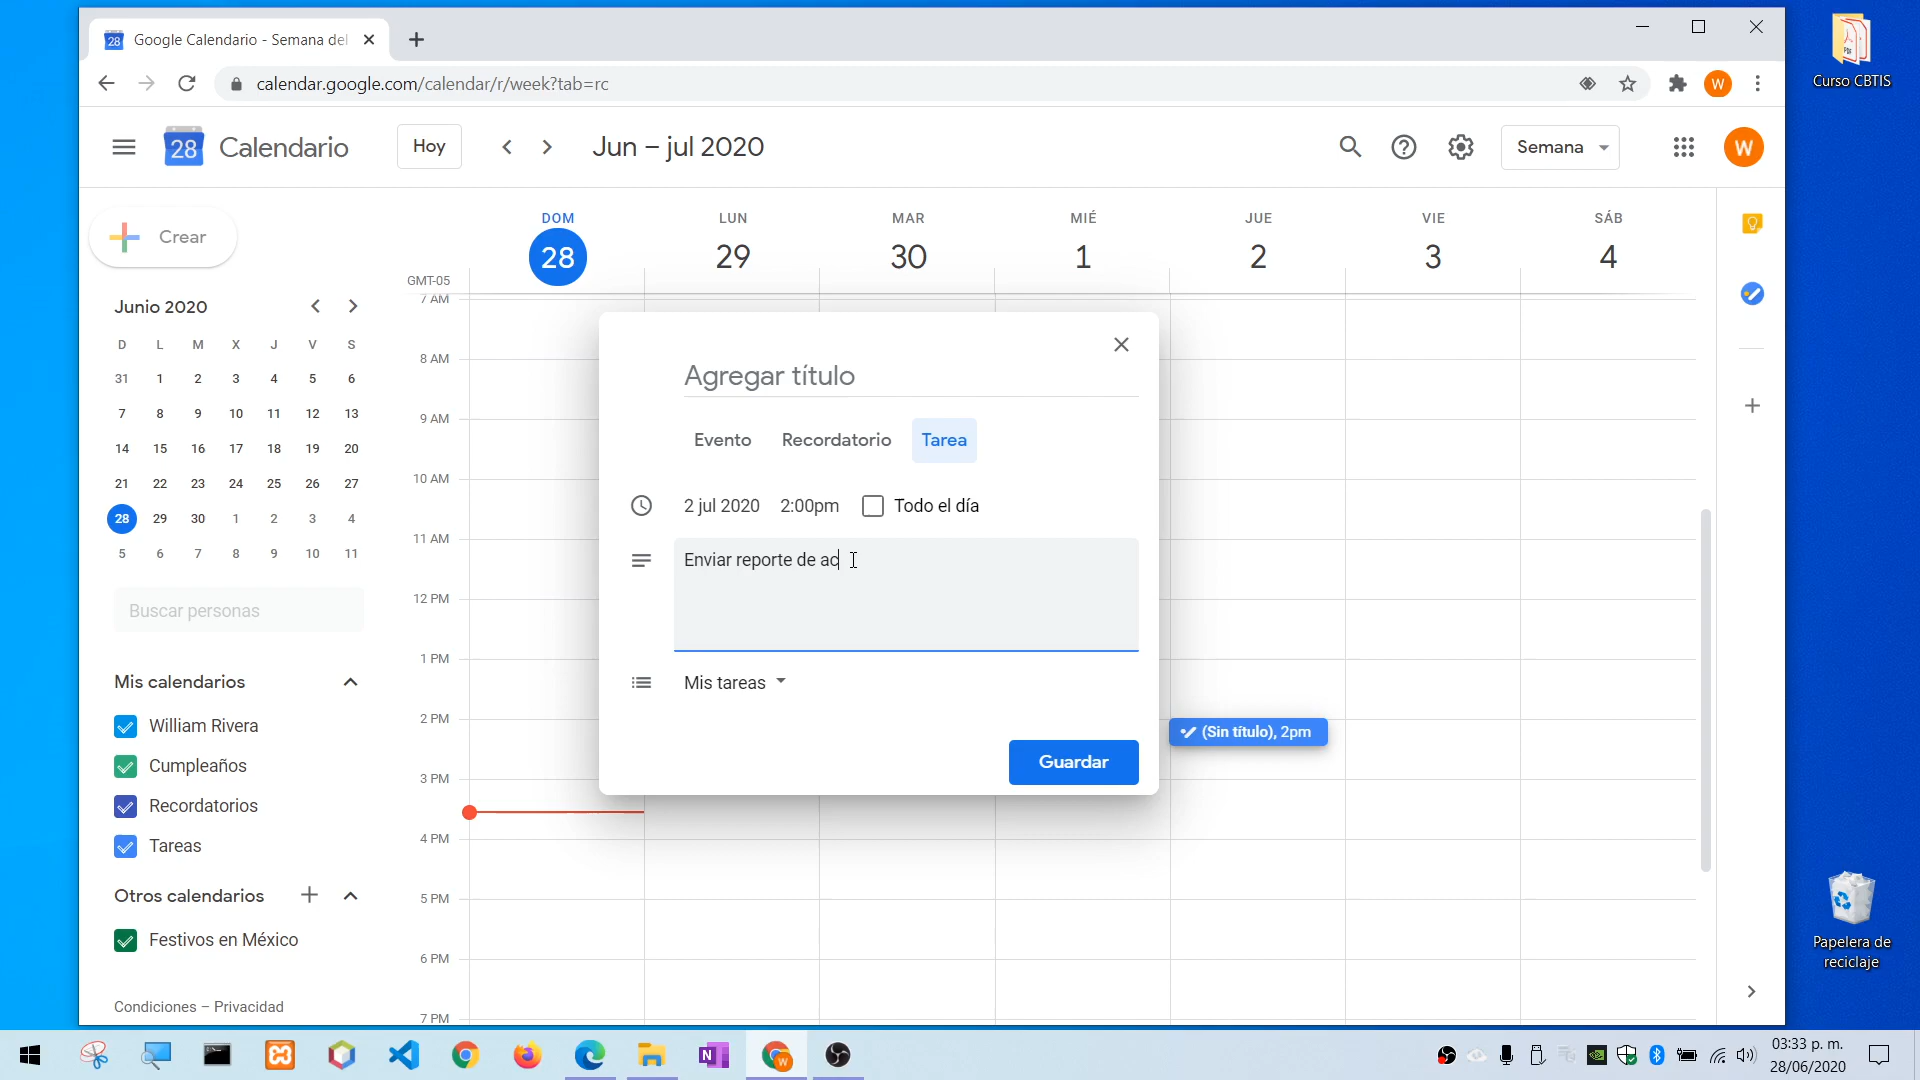 Google Calendario - Semana del
calendar.google.com/calendar/r/week?tab=rc
W
28
Calendario
Hoy
Jun – jul 2020
Semana
W
Crear
Junio 2020
D L M X J V S
31 1 2 3 4 5 6
7 8 9 10 11 12 13
14 15 16 17 18 19 20
21 22 23 24 25 26 27
28 29 30 1 2 3 4
5 6 7 8 9 10 11
Buscar personas
Mis calendarios
William Rivera
Cumpleaños
Recordatorios
Tareas
Otros calendarios
Festivos en México
Condiciones – Privacidad
DOM LUN MAR MIÉ JUE VIE SÁB
28 29 30 1 2 3 4
GMT-05
7 AM
8 AM
9 AM
10 AM
11 AM
12 PM
1 PM
2 PM
3 PM
4 PM
5 PM
6 PM
7 PM
Agregar título
Evento Recordatorio Tarea
2 jul 2020 2:00pm Todo el día
Enviar reporte de ac
Mis tareas
Guardar
(Sin título), 2pm
Curso CBTIS
Papelera de
reciclaje
03:33 p. m.
28/06/2020